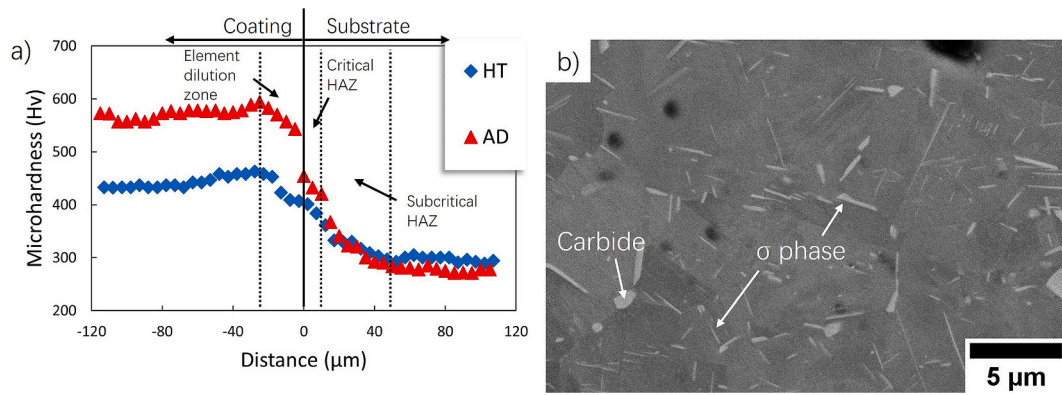 a)
Coating
Substrate
700
600
500
400
300
200
Microhardness (Hv)
Element
dilution
zone
Critical
HAZ
Subcritical
HAZ
HT
AD
-120
-80
-40
0
40
80
120
Distance (μm)
b)
Carbide
σ phase
5 μm